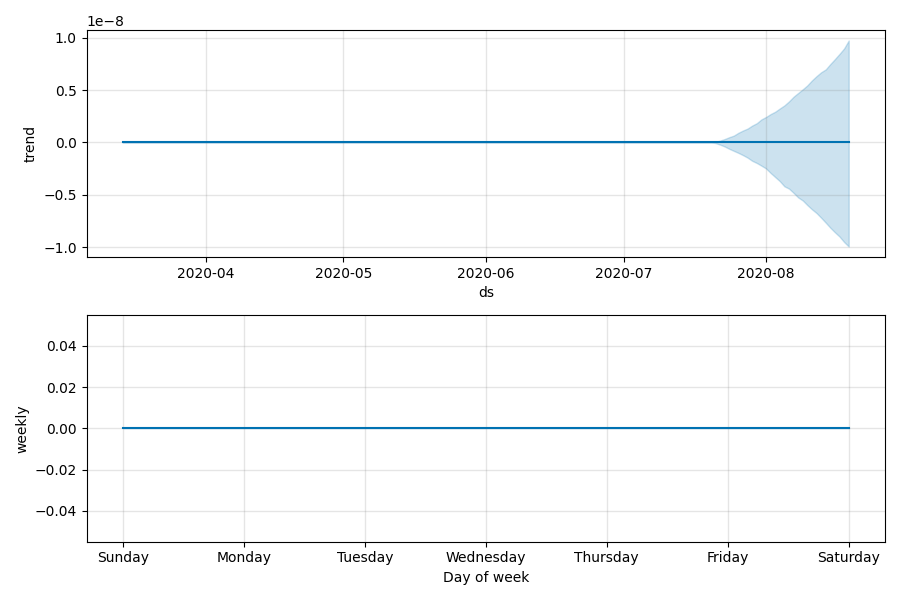 1e−8
1.0
0.5
0.0
−0.5
−1.0
trend
2020-04 2020-05 2020-06 2020-07 2020-08
ds
0.04
0.02
0.00
−0.02
−0.04
weekly
Sunday Monday Tuesday Wednesday Thursday Friday Saturday
Day of week